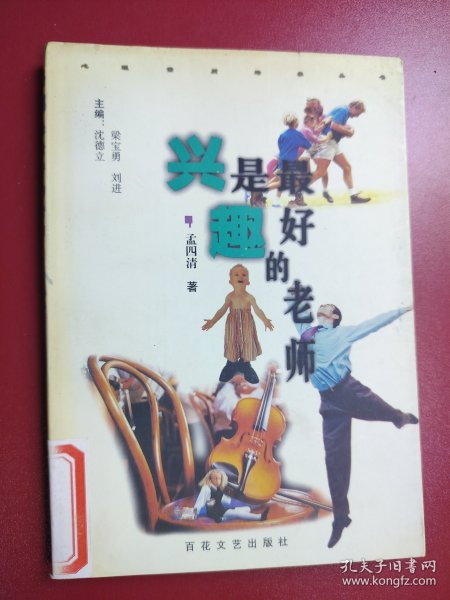 主编：梁宝勇 刘进
沈德立
兴趣
是最好的老师
孟四清 著
百花文艺出版社
孔夫子旧书网
www.kongfz.com